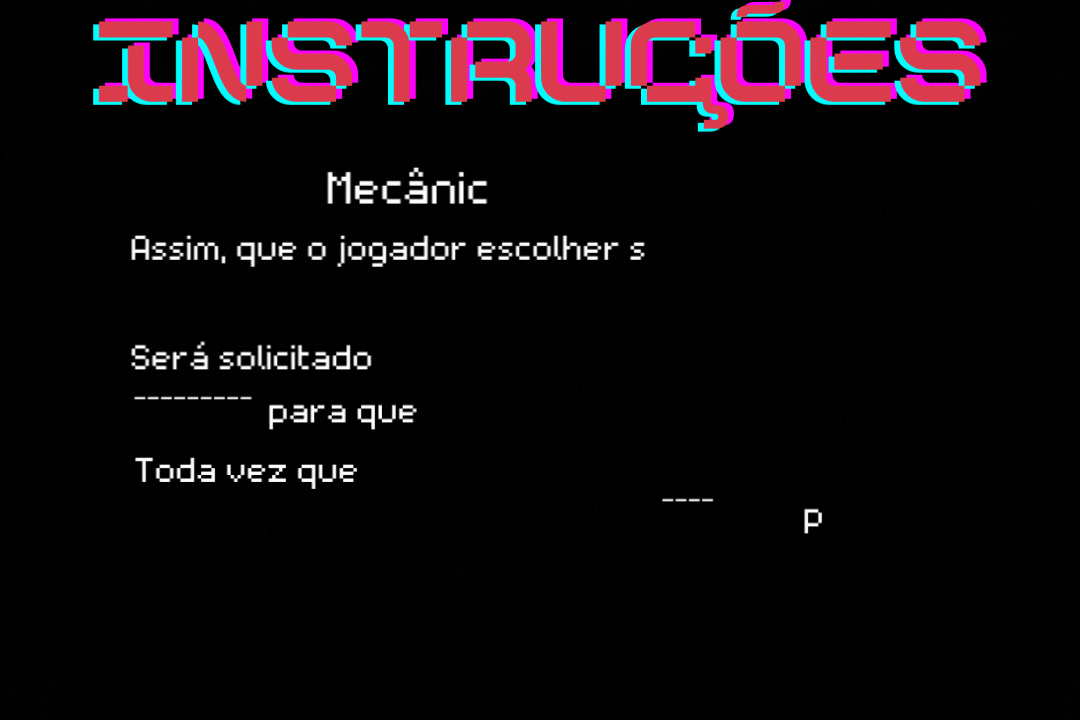 INSTRUÇÕES
Mecânic
Assim, que o jogador escolher s
Será solicitado
--------- para que
Toda vez que
---- p